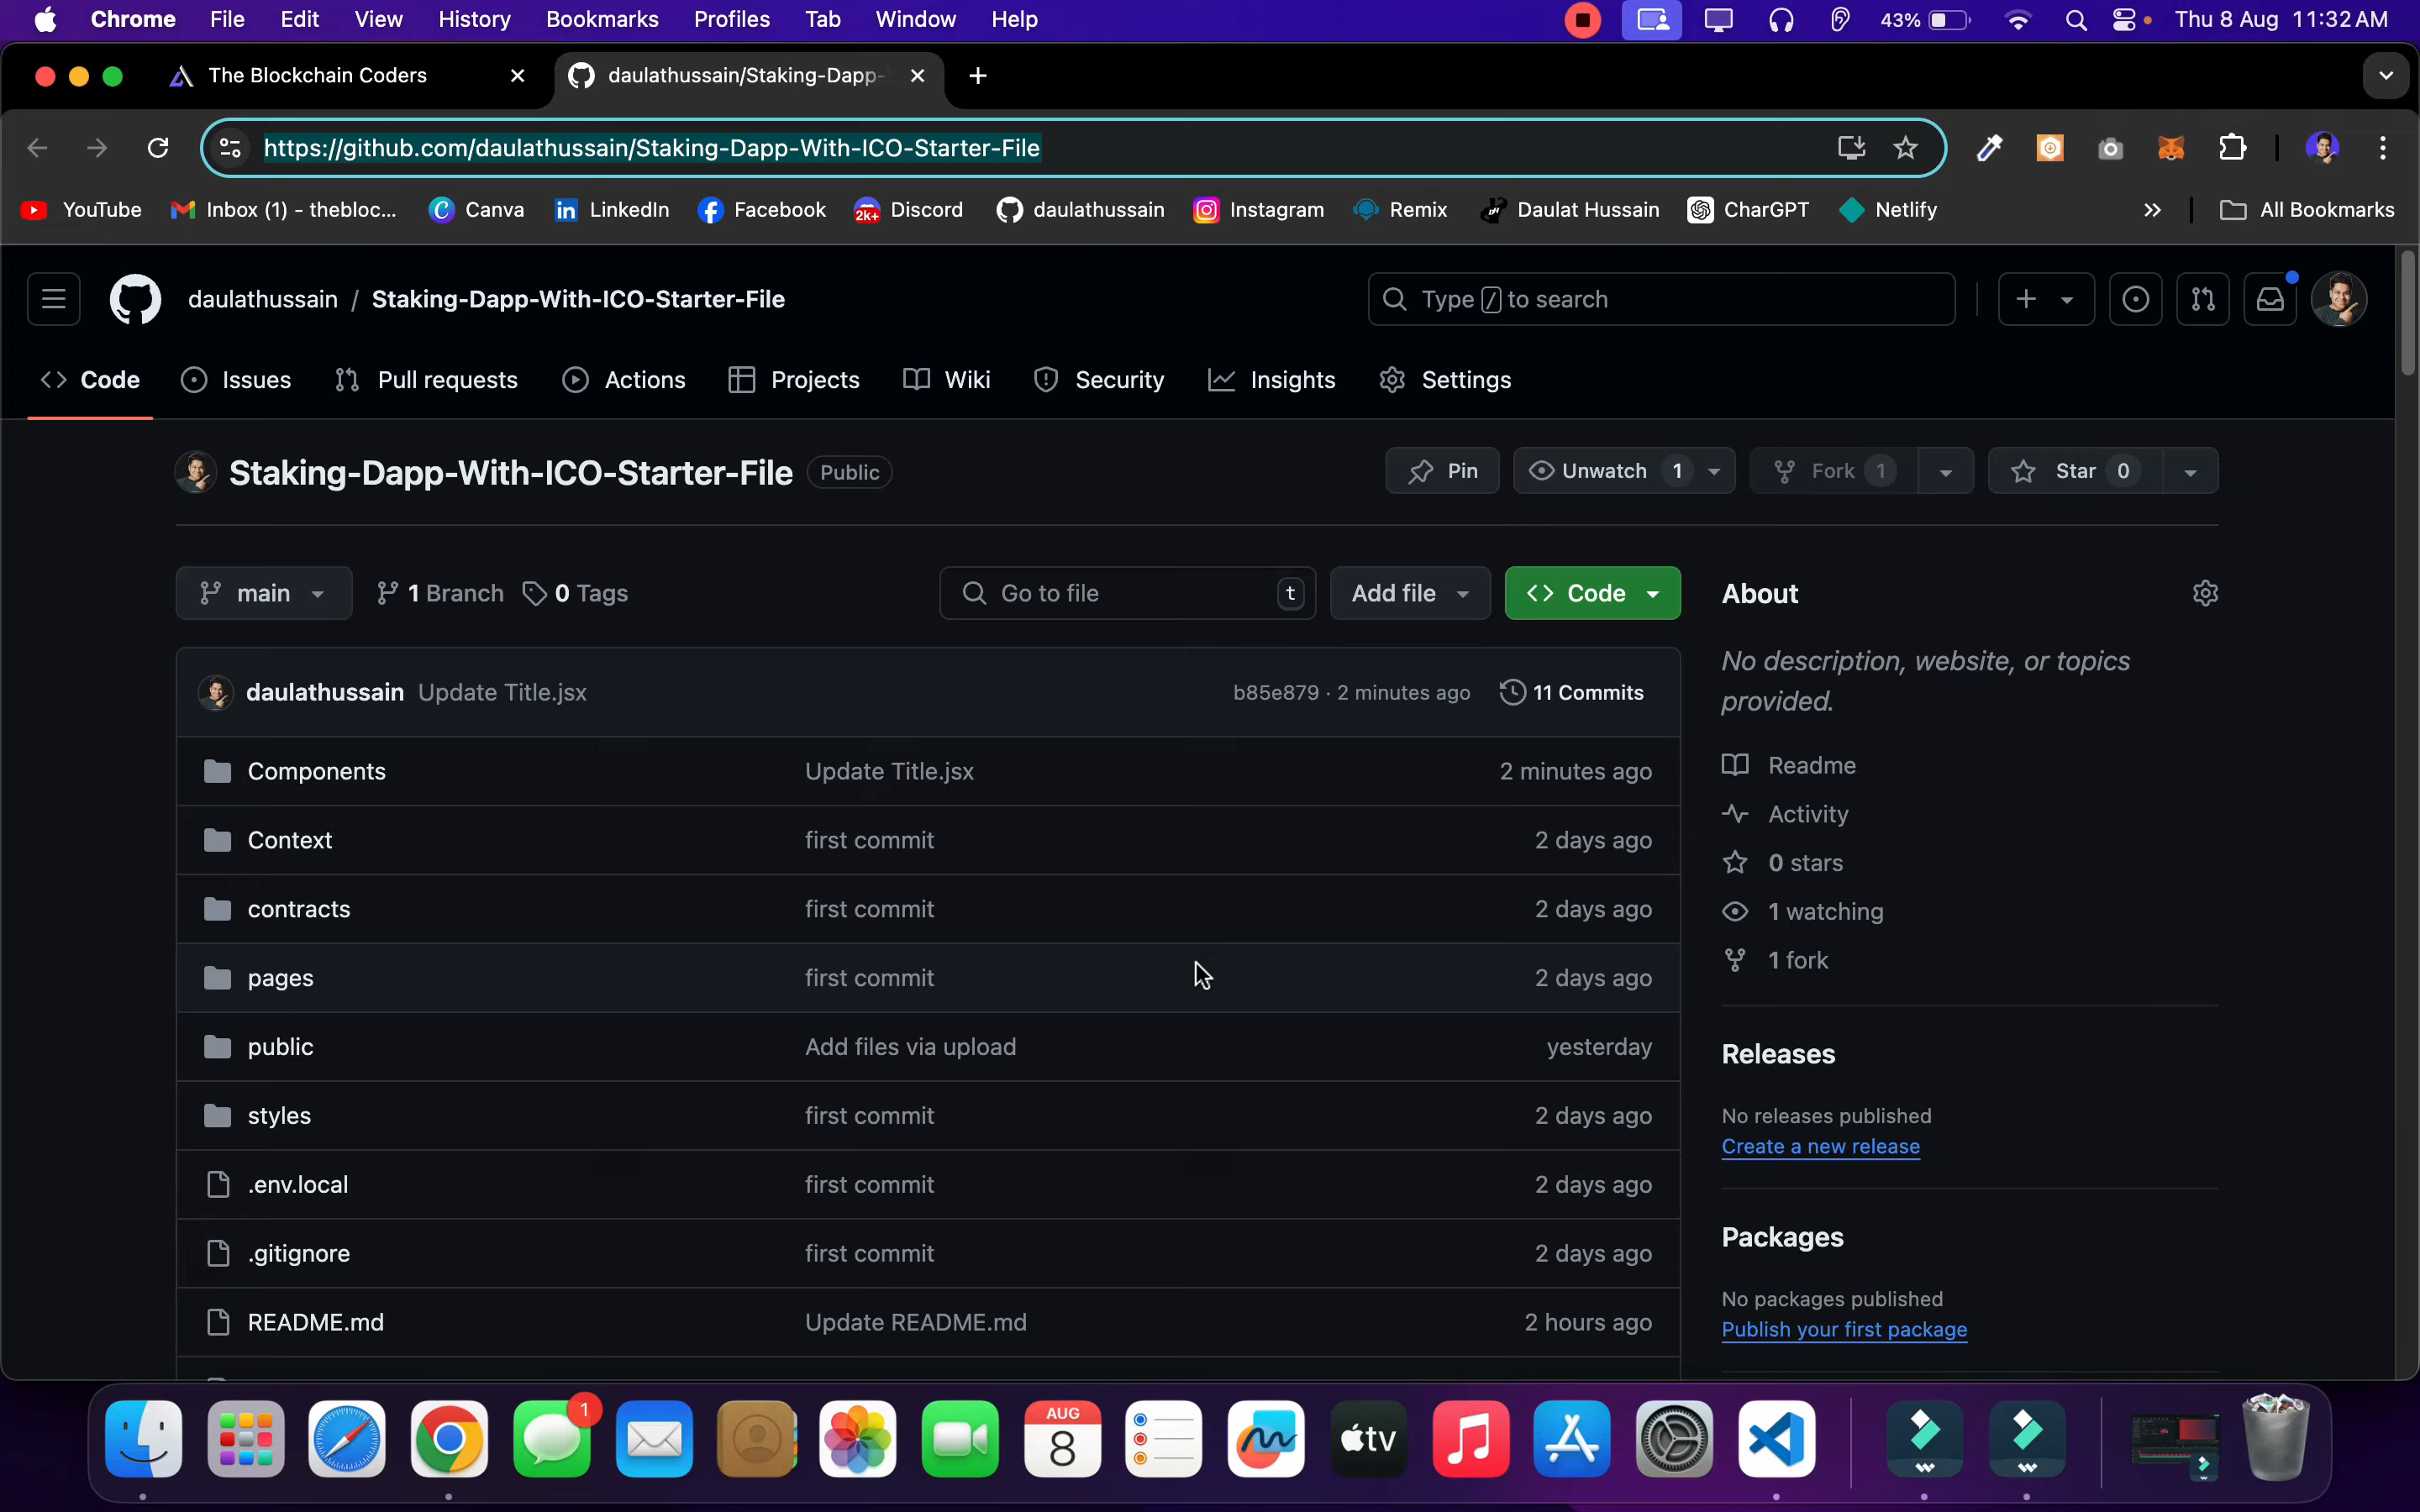 Chrome File Edit View History Bookmarks Profiles Tab Window Help 43% Thu 8 Aug 11:32 AM
The Blockchain Coders daulathussain/Staking-Dapp-
https://github.com/daulathussain/Staking-Dapp-With-ICO-Starter-File
YouTube Inbox (1) - thebloc... Canva LinkedIn Facebook 2k+ Discord daulathussain Instagram Remix Daulat Hussain CharGPT Netlify All Bookmarks
daulathussain / Staking-Dapp-With-ICO-Starter-File Type / to search
Code Issues Pull requests Actions Projects Wiki Security Insights Settings
Staking-Dapp-With-ICO-Starter-File Public Pin Unwatch 1 Fork 1 Star 0
main 1 Branch 0 Tags Go to file t Add file Code
daulathussain Update Title.jsx b85e879 · 2 minutes ago 11 Commits
Components Update Title.jsx 2 minutes ago
Context first commit 2 days ago
contracts first commit 2 days ago
pages first commit 2 days ago
public Add files via upload yesterday
styles first commit 2 days ago
.env.local first commit 2 days ago
.gitignore first commit 2 days ago
README.md Update README.md 2 hours ago
About
No description, website, or topics
provided.
Readme
Activity
0 stars
1 watching
1 fork
Releases
No releases published
Create a new release
Packages
No packages published
Publish your first package
1 AUG 8 tv